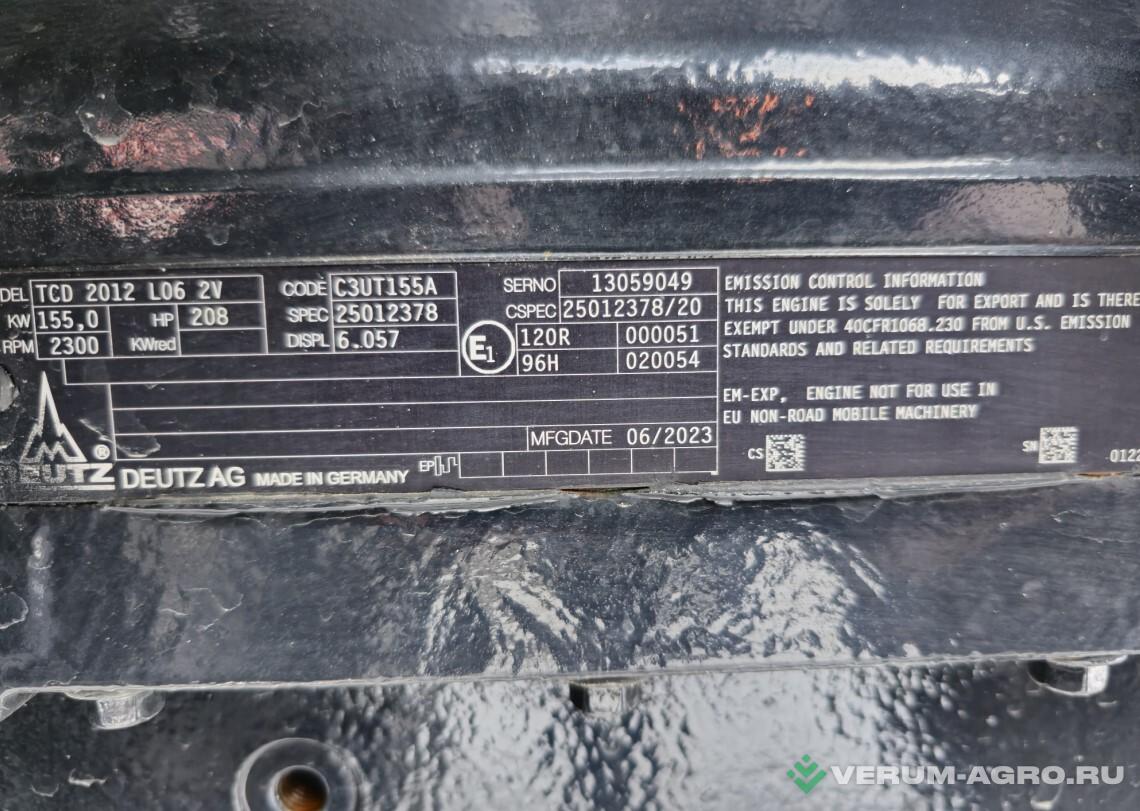 DEL TCD 2012 L06 2V CODE C3UT155A SERNO 13059049
KW 155,0 HP 208 SPEC 25012378 CSPEC 25012378/20
RPM 2300 KWred DISPL 6.057 E1 120R 000051
96H 020054
MFGDATE 06/2023
DEUTZ ® DEUTZ AG MADE IN GERMANY EP
EMISSION CONTROL INFORMATION
THIS ENGINE IS SOLELY FOR EXPORT AND IS THERE
EXEMPT UNDER 40CFR1068.230 FROM U.S. EMISSION
STANDARDS AND RELATED REQUIREMENTS
EM-EXP, ENGINE NOT FOR USE IN
EU NON-ROAD MOBILE MACHINERY
CS SN 0122
VERUM-AGRO.RU